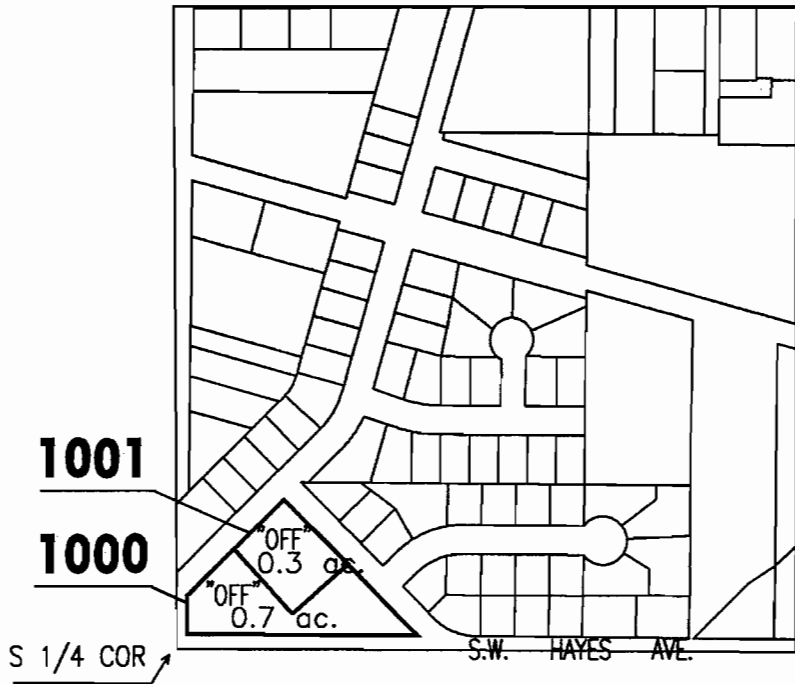 1001
"OFF"
0.3 ac.
1000
"OFF"
0.7 ac.
S 1/4 COR
S.W. HAYES AVE.